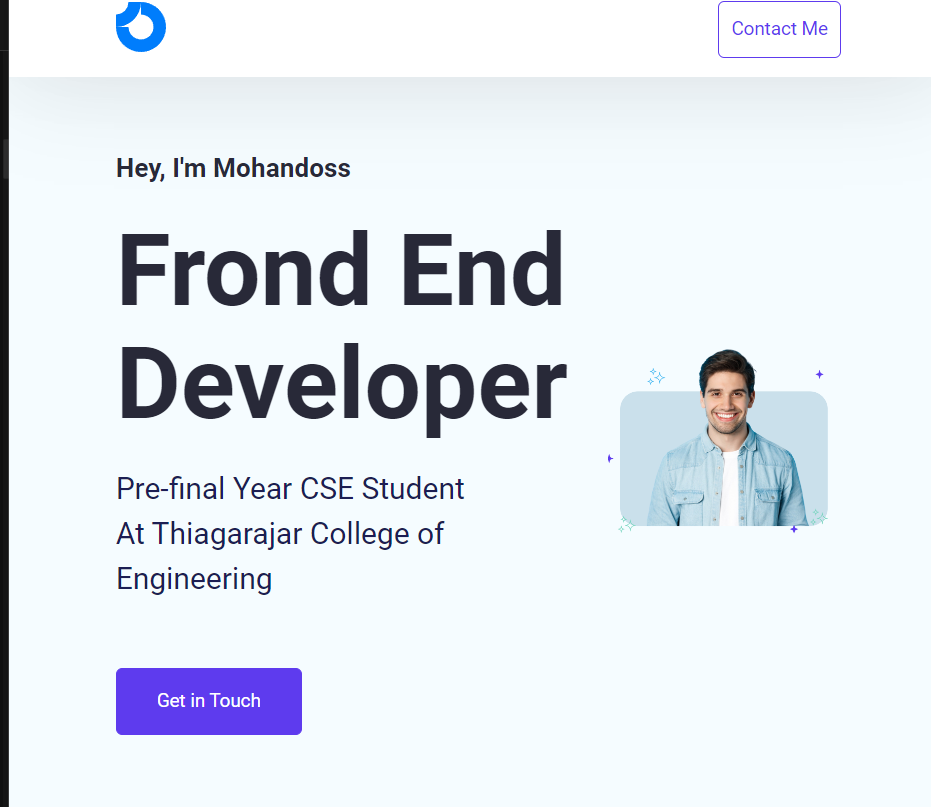 Contact Me
Hey, I'm Mohandoss
Frond End
Developer
Pre-final Year CSE Student
At Thiagarajar College of
Engineering
Get in Touch